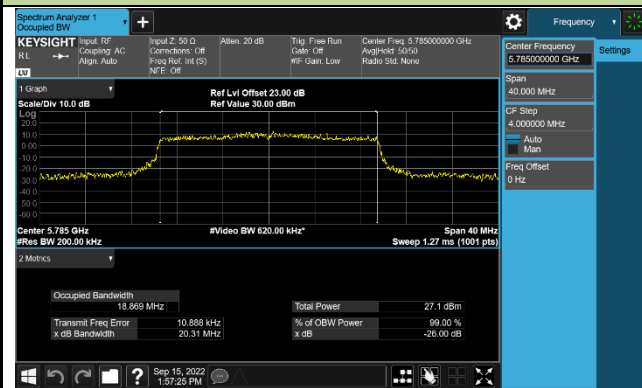 Spectrum Analyzer 1
Occupied BW
+
Frequency
KEYSIGHT
Input: RF
Input Z: 50 Ω
Atten: 20 dB
Trig: Free Run
Center Freq: 5.785000000 GHz
RL
Coupling: AC
Corrections: Off
Gate: Off
Avg|Hold: 50/50
Align: Auto
Freq Ref: Int (S)
#IF Gain: Low
Radio Std: None
LXI
NFE: Off
Center Frequency
5.785000000 GHz
Settings
Span
40.000 MHz
CF Step
4.000000 MHz
Auto
Man
Freq Offset
0 Hz
1 Graph
Ref Lvl Offset 23.00 dB
Scale/Div 10.0 dB
Ref Value 30.00 dBm
Log
20.0
10.0
0.00
-10.0
-20.0
-30.0
-40.0
-50.0
-60.0
Center 5.785 GHz
#Video BW 620.00 kHz*
Span 40 MHz
#Res BW 200.00 kHz
Sweep 1.27 ms (1001 pts)
2 Metrics
Occupied Bandwidth
18.869 MHz
Total Power
27.1 dBm
Transmit Freq Error
10.888 kHz
% of OBW Power
99.00 %
x dB Bandwidth
20.31 MHz
x dB
-26.00 dB
?
Sep 15, 2022
1:57:25 PM